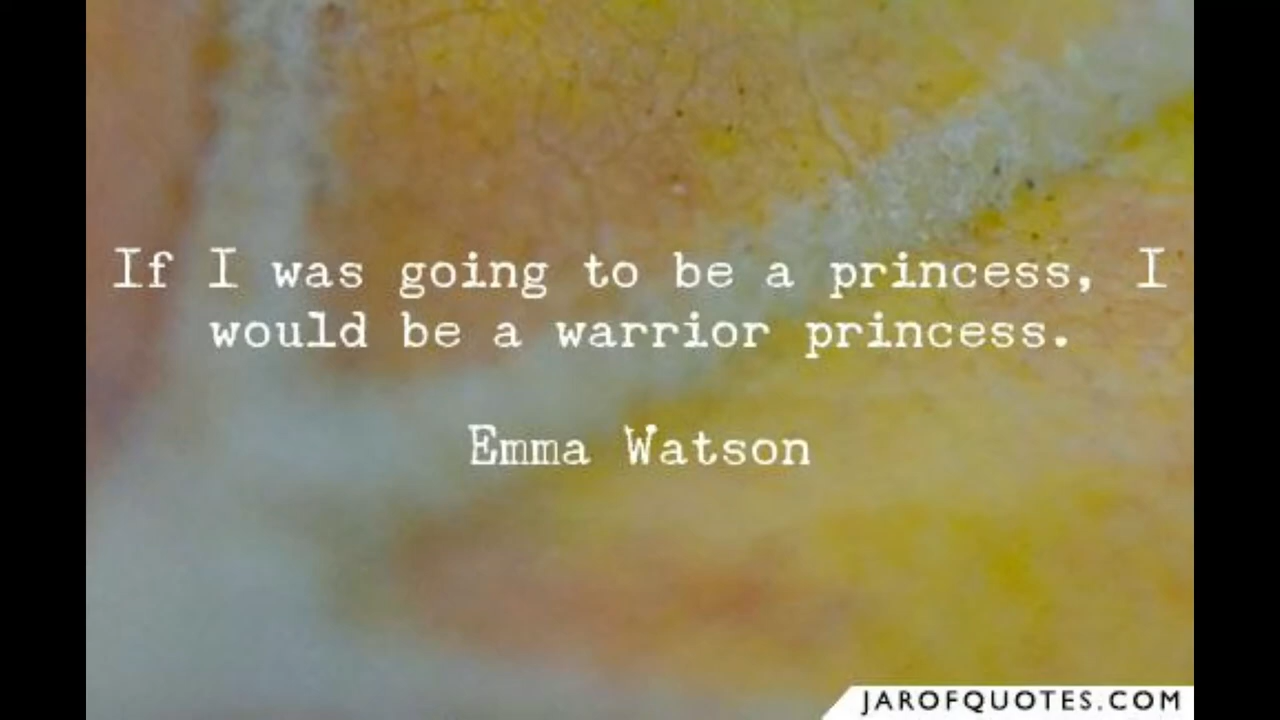 If I was going to be a princess, I
would be a warrior princess.
Emma Watson
JAROFQUOTES.COM